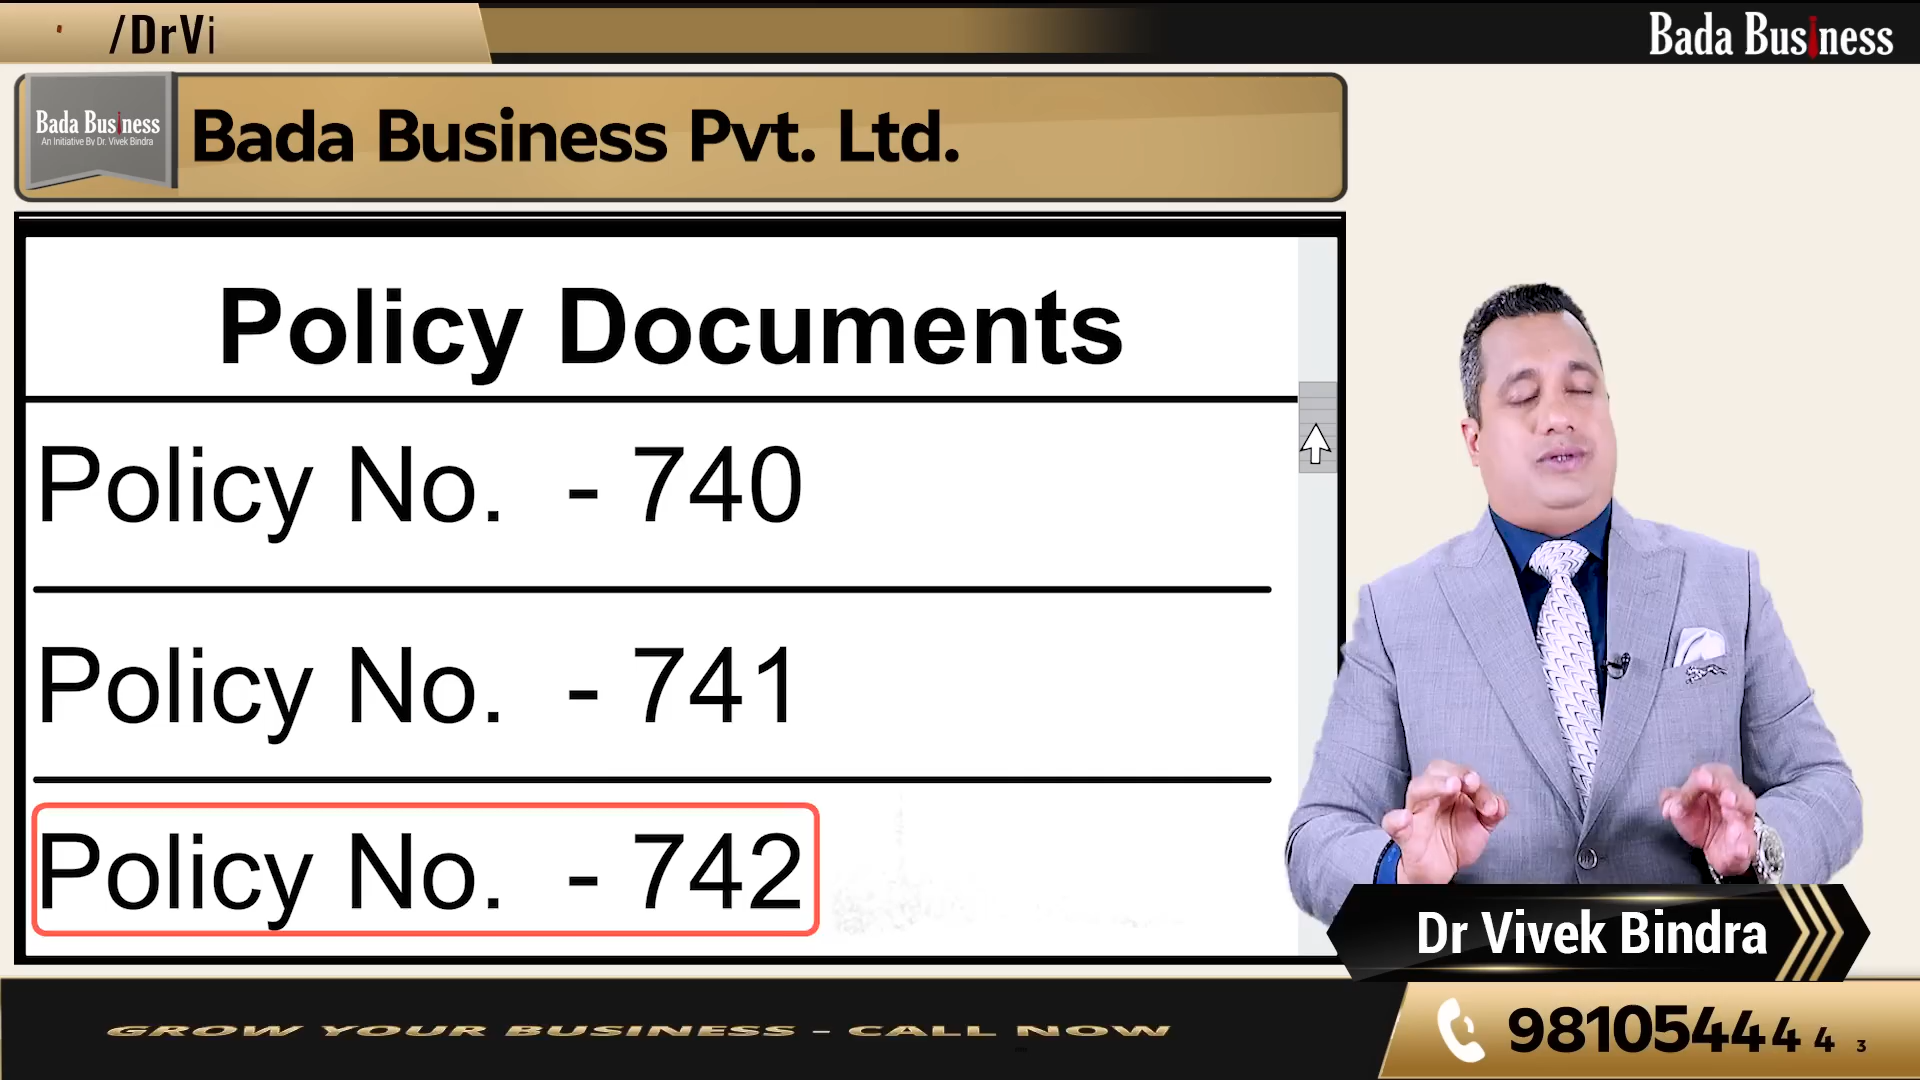 /DrVi
Bada Business
Bada Business
An Initiative By Dr. Vivek Bindra
Bada Business Pvt. Ltd.
Policy Documents
Policy No. - 740
Policy No. - 741
Policy No. - 742
Dr Vivek Bindra
GROW YOUR BUSINESS - CALL NOW
9810544443